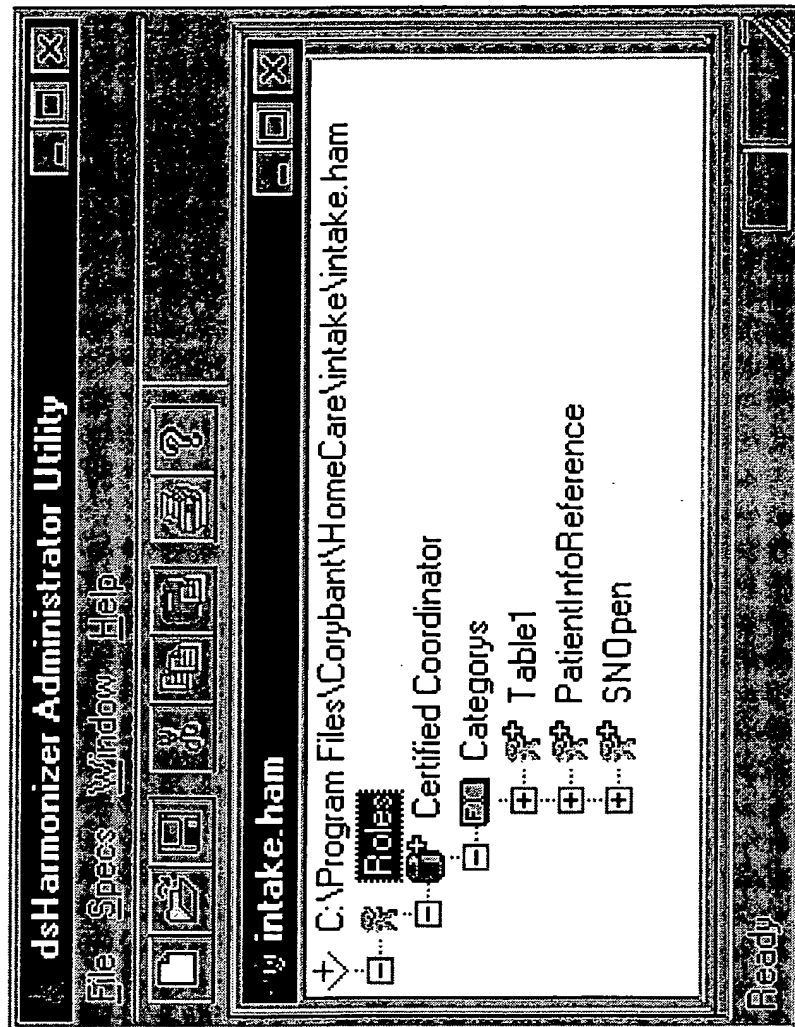 dsHarmonizer Administrator Utility
File Specs Window Help
intake.ham
C:\Program Files\Corybant\HomeCare\intake\intake.ham
Roles
Certified Coordinator
Categorys
Table1
PatientInfoReference
SNOpen
Ready